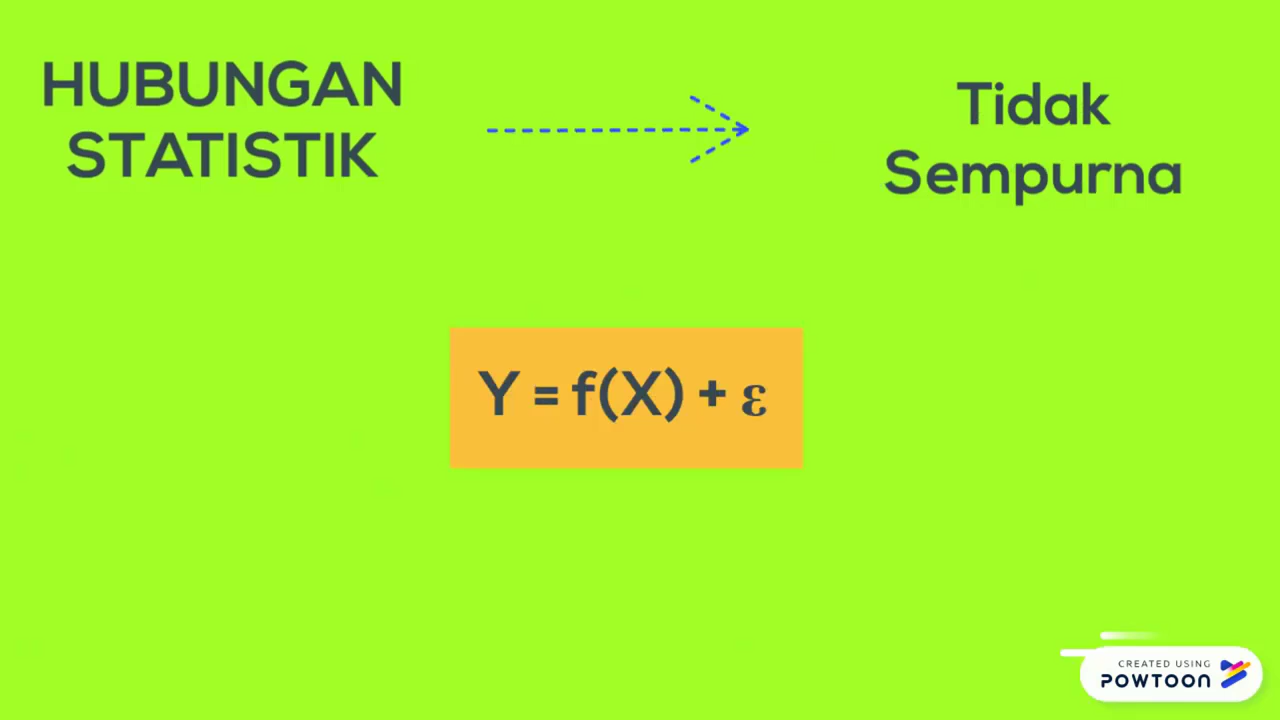 HUBUNGAN
STATISTIK
Tidak
Sempurna
Y = f(X) + ε
CREATED USING
POWTOON